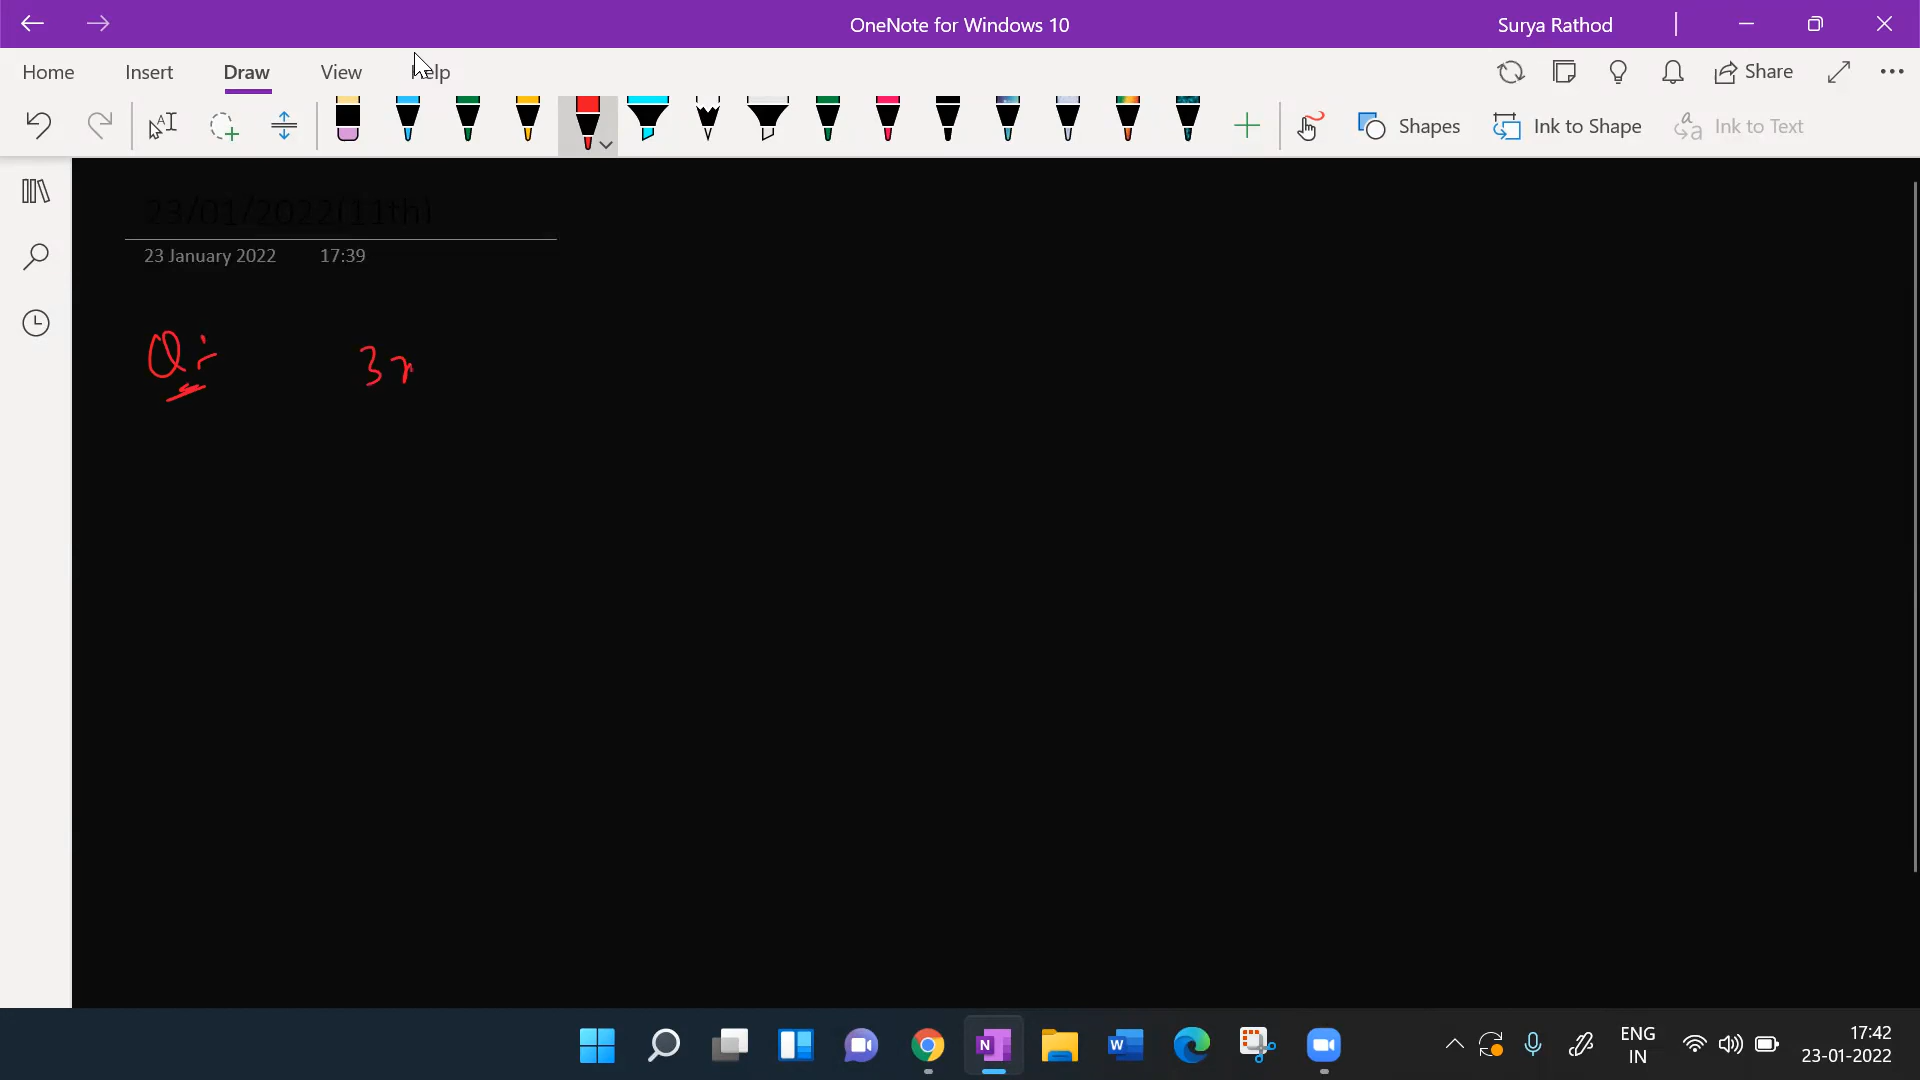 OneNote for Windows 10
Surya Rathod
Home Insert Draw View Help
Share
Shapes Ink to Shape Ink to Text
23/01/2022(11th)
23 January 2022 17:39
Q:- 3x
ENG
IN
17:42
23-01-2022